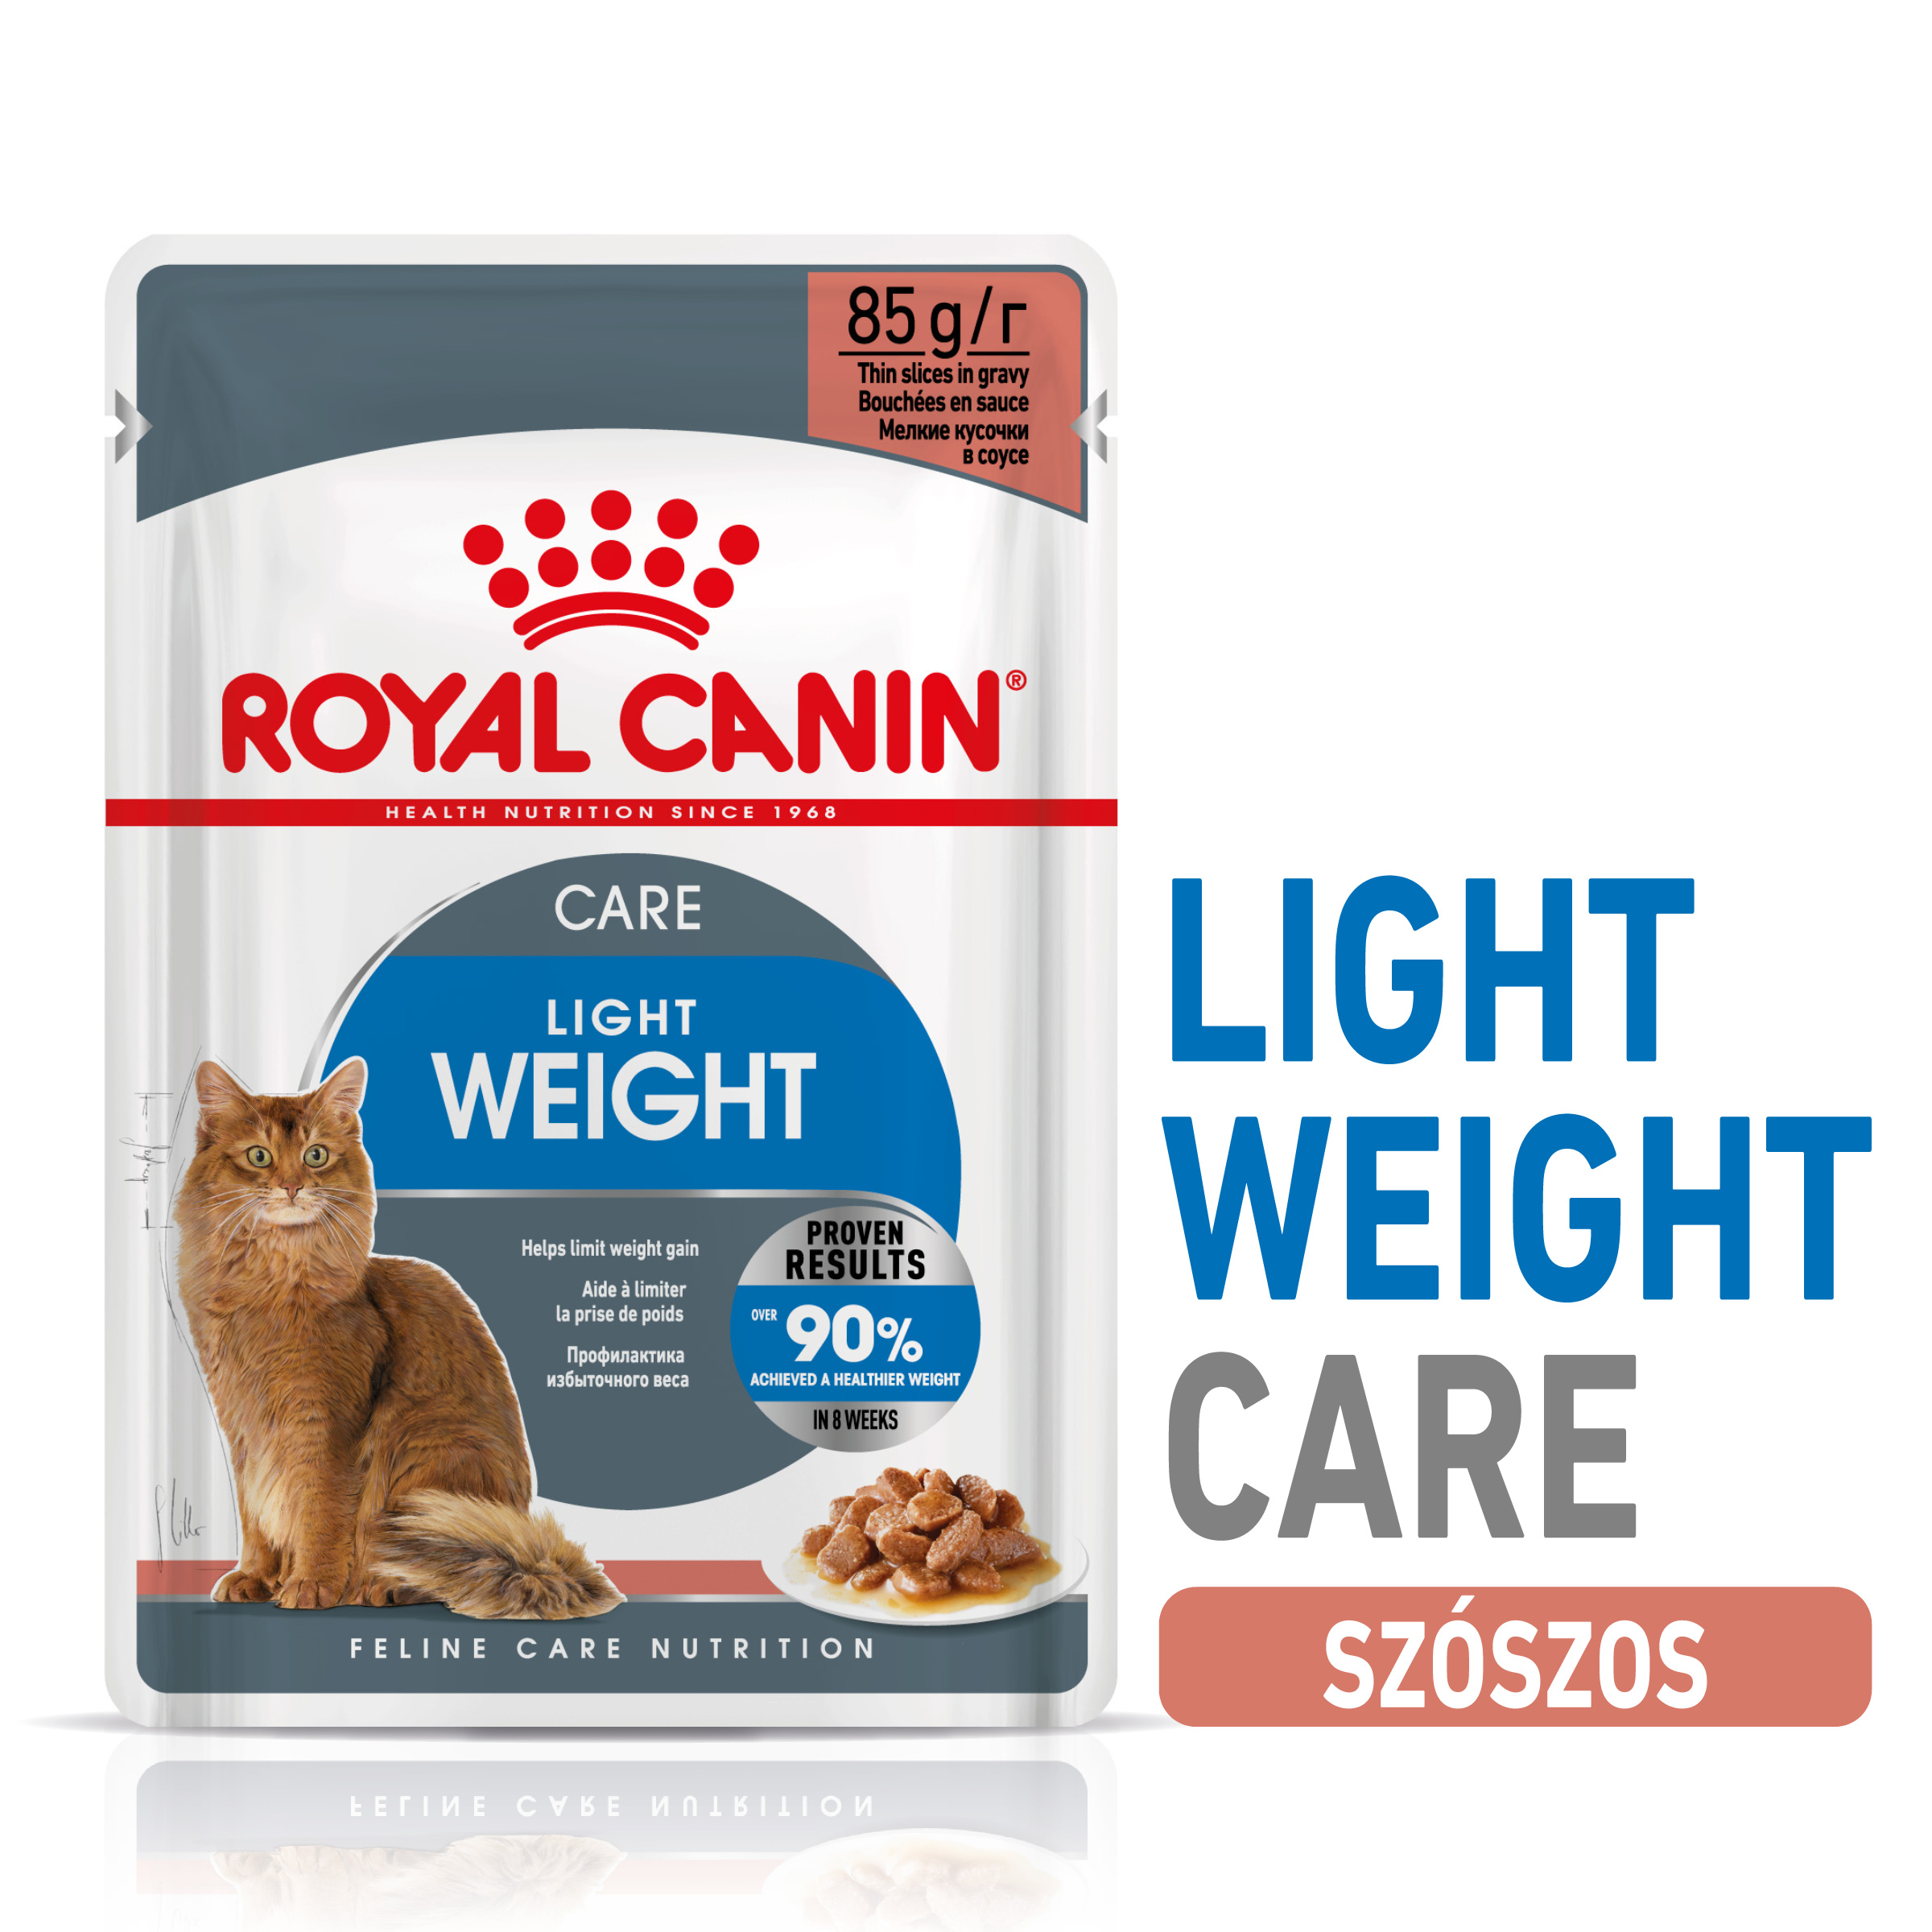 85 g/г
Thin slices in gravy
Bouchées en sauce
Мелкие кусочки
в соусе
ROYAL CANIN®
HEALTH NUTRITION SINCE 1968
CARE
LIGHT
WEIGHT
Helps limit weight gain
Aide à limiter
la prise de poids
Профилактика
избыточного веса
PROVEN
RESULTS
OVER 90%
ACHIEVED A HEALTHIER WEIGHT
IN 8 WEEKS
FELINE CARE NUTRITION
LIGHT
WEIGHT
CARE
SZÓSZOS